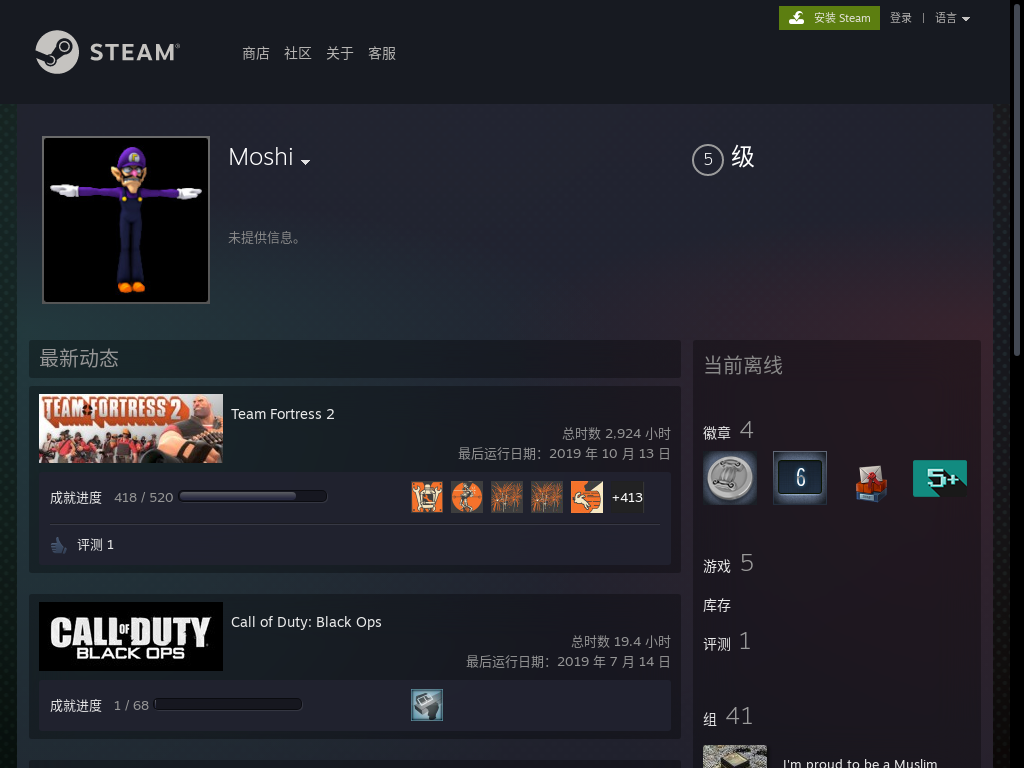 安装 Steam
登录 | 语言
STEAM®
商店 社区 关于 客服
Moshi
5 级
未提供信息。
最新动态
TEAM FORTRESS 2
Team Fortress 2
总时数 2,924 小时
最后运行日期：2019 年 10 月 13 日
成就进度 418 / 520
+413
评测 1
CALL OF DUTY
BLACK OPS
Call of Duty: Black Ops
总时数 19.4 小时
最后运行日期：2019 年 7 月 14 日
成就进度 1 / 68
当前离线
徽章 4
6
5+
游戏 5
库存
评测 1
组 41
I'm proud to be a Muslim